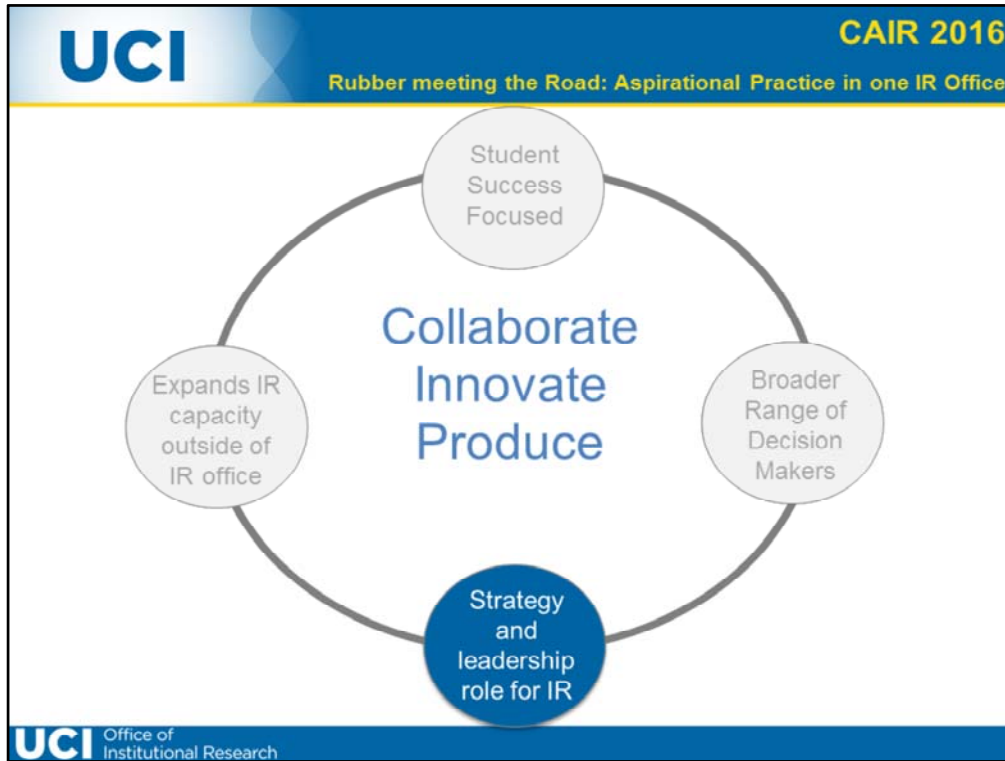 UCI
CAIR 2016
Rubber meeting the Road: Aspirational Practice in one IR Office
Student
Success
Focused
Collaborate
Innovate
Produce
Expands IR
capacity
outside of
IR office
Broader
Range of
Decision
Makers
Strategy
and
leadership
role for IR
UCI
Office of
Institutional Research